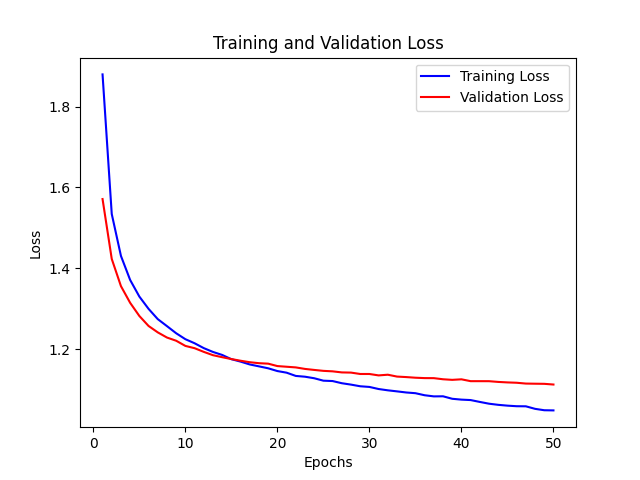 Training and Validation Loss
Training Loss
Validation Loss
1.8
1.6
1.4
1.2
Loss
0 10 20 30 40 50
Epochs